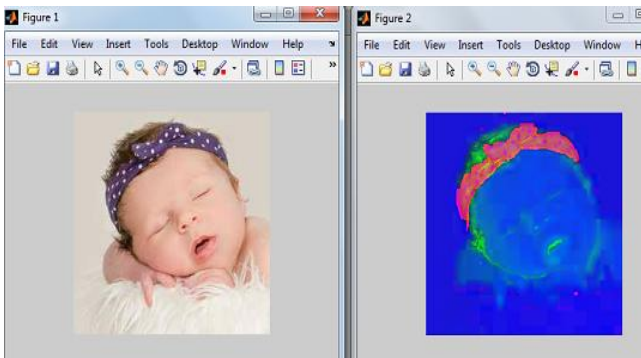 Figure 1
File Edit View Insert Tools Desktop Window Help
Figure 2
File Edit View Insert Tools Desktop Window H